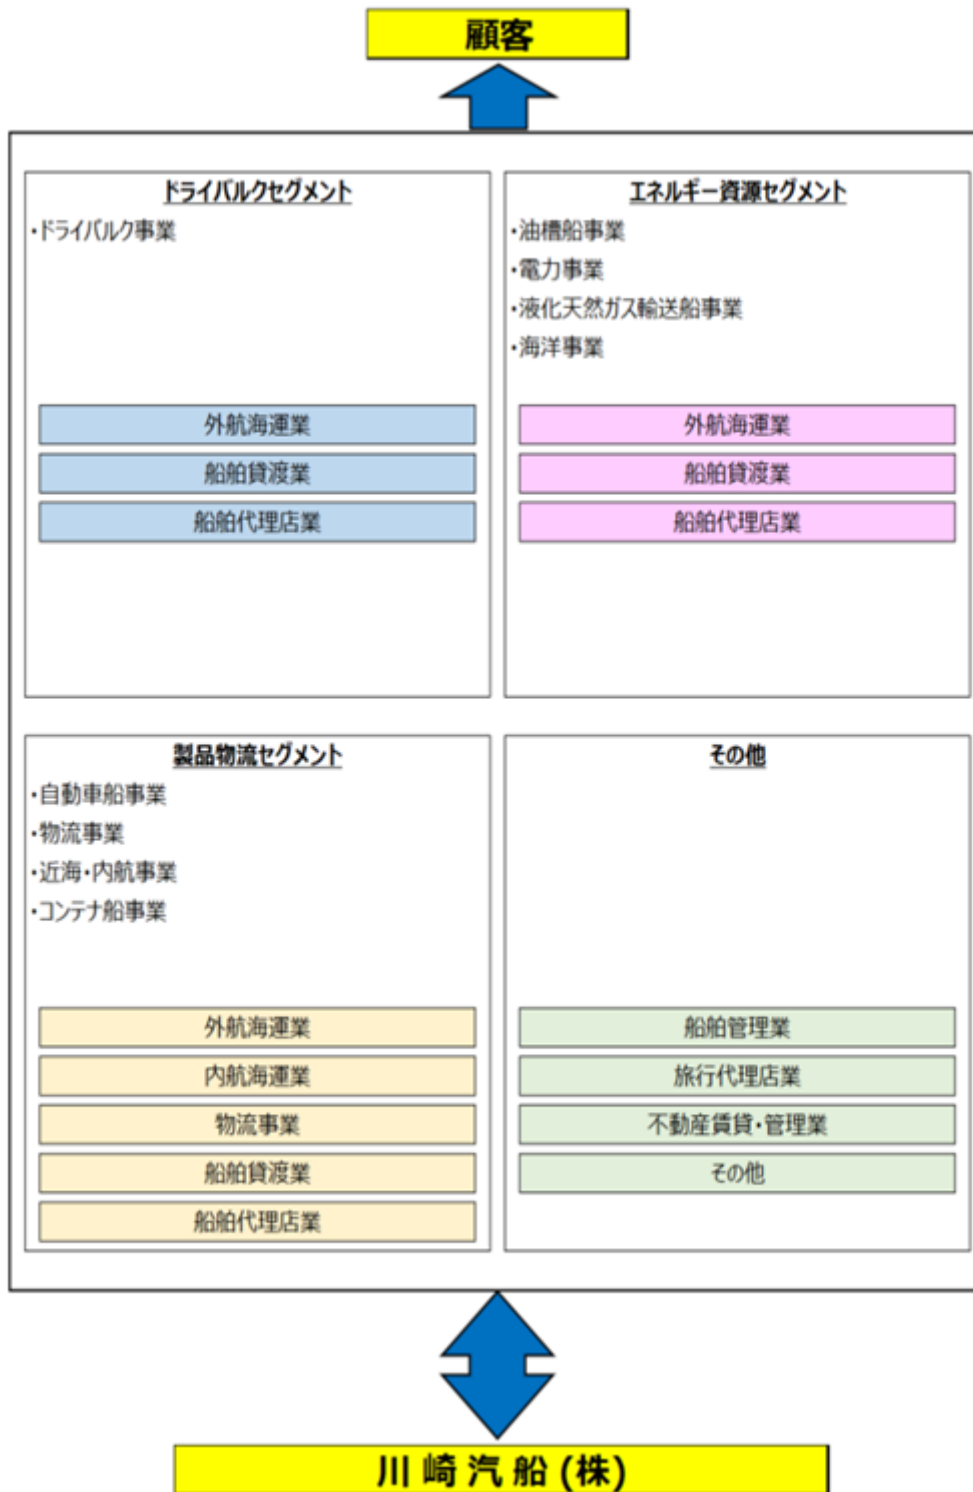 顧客
ドライバルクセグメント
・ドライバルク事業
外航海運業
船舶貸渡業
船舶代理店業
エネルギー資源セグメント
・油槽船事業
・電力事業
・液化天然ガス輸送船事業
・海洋事業
外航海運業
船舶貸渡業
船舶代理店業
製品物流セグメント
・自動車船事業
・物流事業
・近海・内航事業
・コンテナ船事業
外航海運業
内航海運業
物流事業
船舶貸渡業
船舶代理店業
その他
船舶管理業
旅行代理店業
不動産賃貸・管理業
その他
川 崎 汽 船 (株)